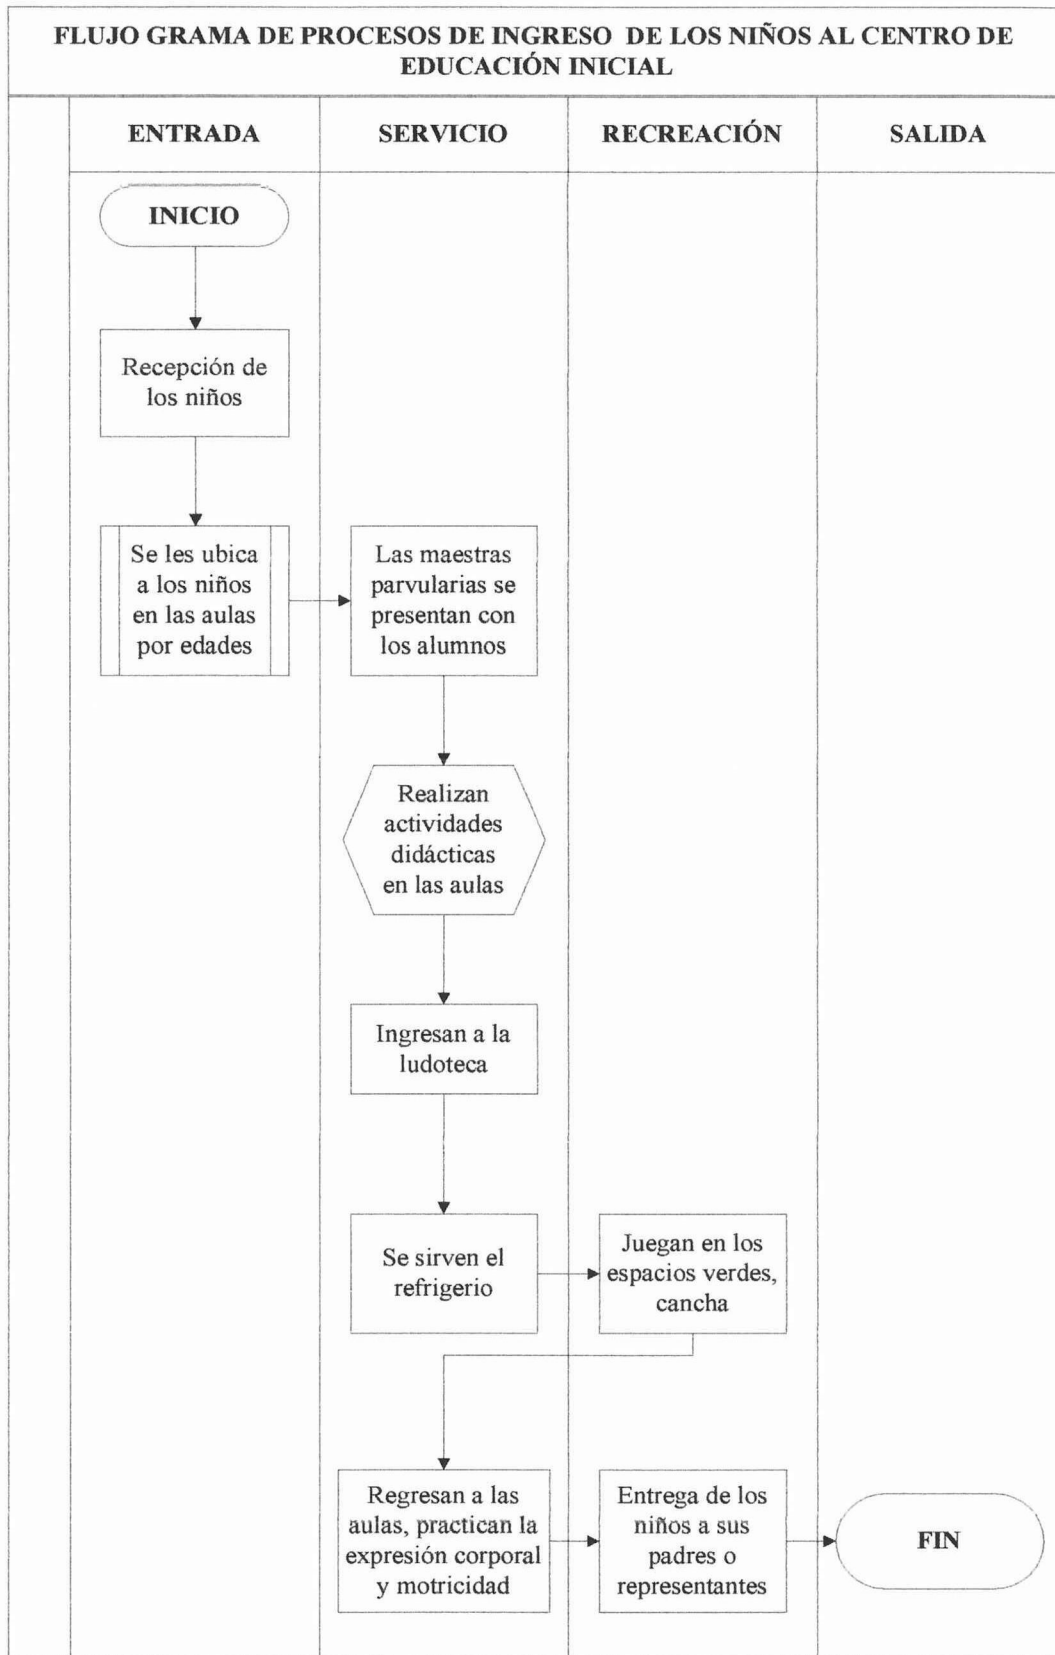 FLUJO GRAMA DE PROCESOS DE INGRESO DE LOS NIÑOS AL CENTRO DE
EDUCACIÓN INICIAL
ENTRADA
SERVICIO
RECREACIÓN
SALIDA
INICIO
Recepción de
los niños
Se les ubica
a los niños
en las aulas
por edades
Las maestras
parvularias se
presentan con
los alumnos
Realizan
actividades
didácticas
en las aulas
Ingresan a la
ludoteca
Se sirven el
refrigerio
Juegan en los
espacios verdes,
cancha
Regresan a las
aulas, practican la
expresión corporal
y motricidad
Entrega de los
niños a sus
padres o
representantes
FIN